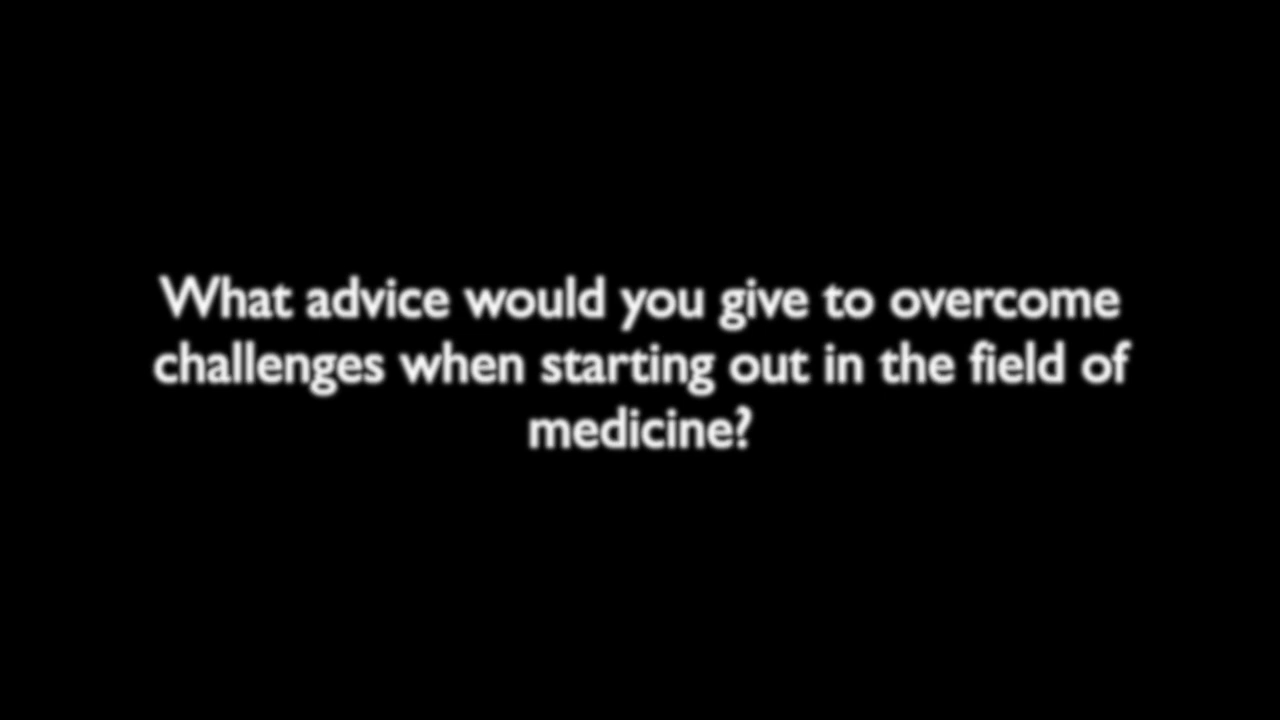 What advice would you give to overcome
challenges when starting out in the field of
medicine?